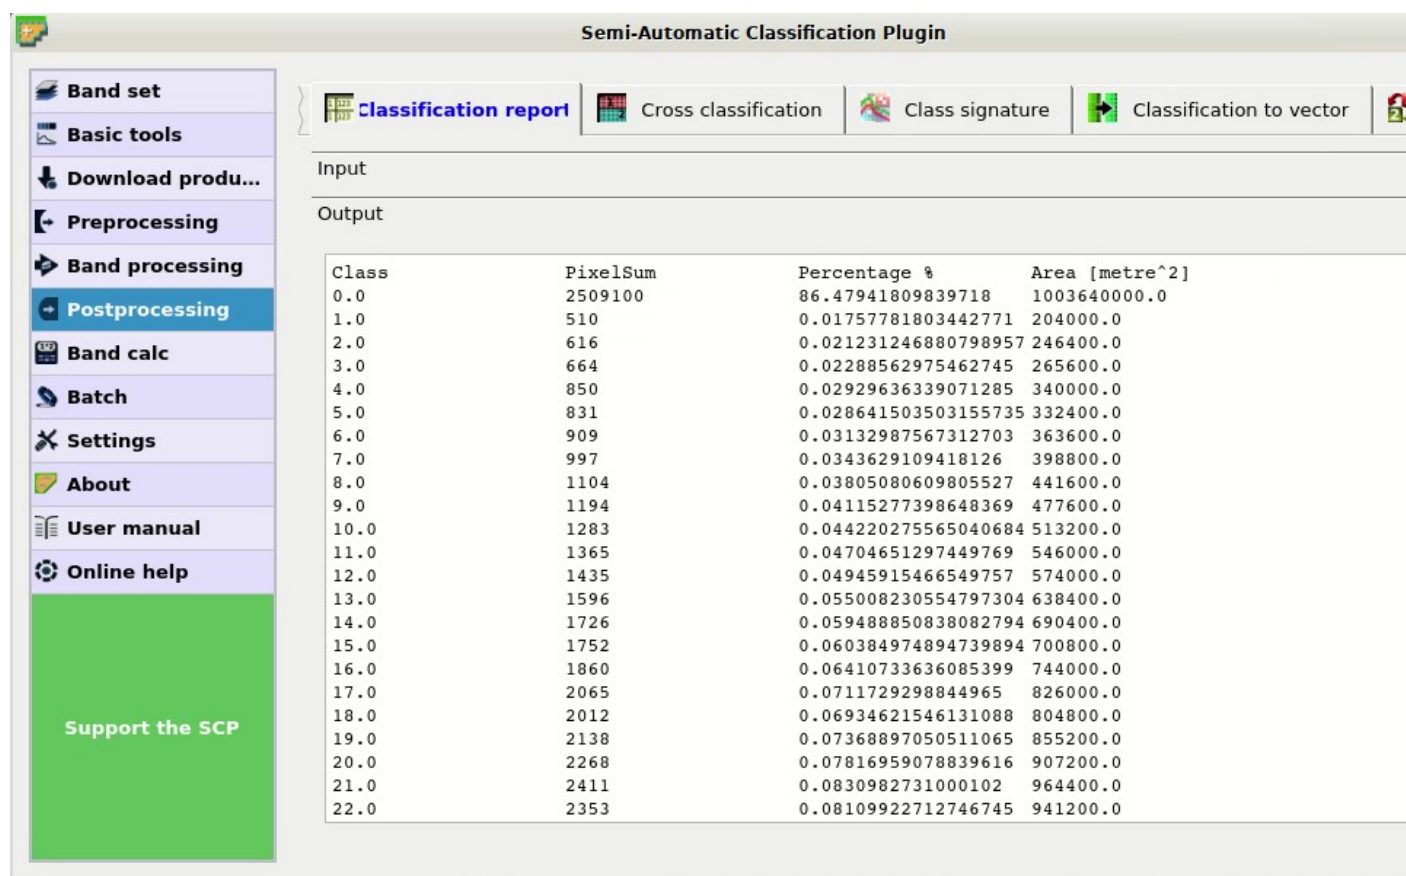 Semi-Automatic Classification Plugin
Band set
Basic tools
Download produ...
Preprocessing
Band processing
Postprocessing
Band calc
Batch
Settings
About
User manual
Online help
Support the SCP
Classification report
Cross classification
Class signature
Classification to vector
Input
Output
Class PixelSum Percentage % Area [metre^2]
0.0 2509100 86.47941809839718 1003640000.0
1.0 510 0.01757781803442771 204000.0
2.0 616 0.021231246880798957 246400.0
3.0 664 0.02288562975462745 265600.0
4.0 850 0.02929636339071285 340000.0
5.0 831 0.028641503503155735 332400.0
6.0 909 0.03132987567312703 363600.0
7.0 997 0.03436291094181​26 398800.0
8.0 1104 0.03805080609805527 441600.0
9.0 1194 0.04115277398648369 477600.0
10.0 1283 0.044220275565040684 513200.0
11.0 1365 0.04704651297449769 546000.0
12.0 1435 0.04945915466549757 574000.0
13.0 1596 0.055008230554797304 638400.0
14.0 1726 0.059488850838082794 690400.0
15.0 1752 0.060384974894739894 700800.0
16.0 1860 0.06410733636085399 744000.0
17.0 2065 0.0711729298844965 826000.0
18.0 2012 0.06934621546131088 804800.0
19.0 2138 0.07368897050511065 855200.0
20.0 2268 0.07816959078839616 907200.0
21.0 2411 0.0830982731000102 964400.0
22.0 2353 0.08109922712746745 941200.0